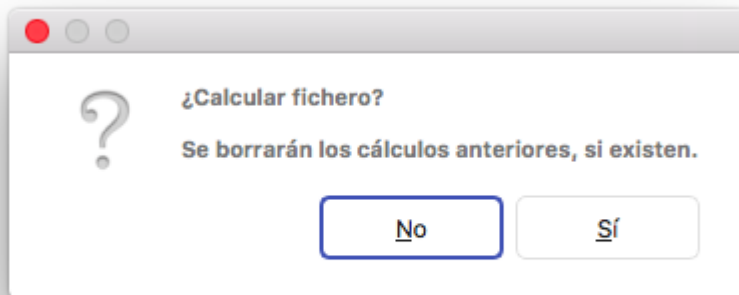 ¿Calcular fichero?
Se borrarán los cálculos anteriores, si existen.
No
Sí